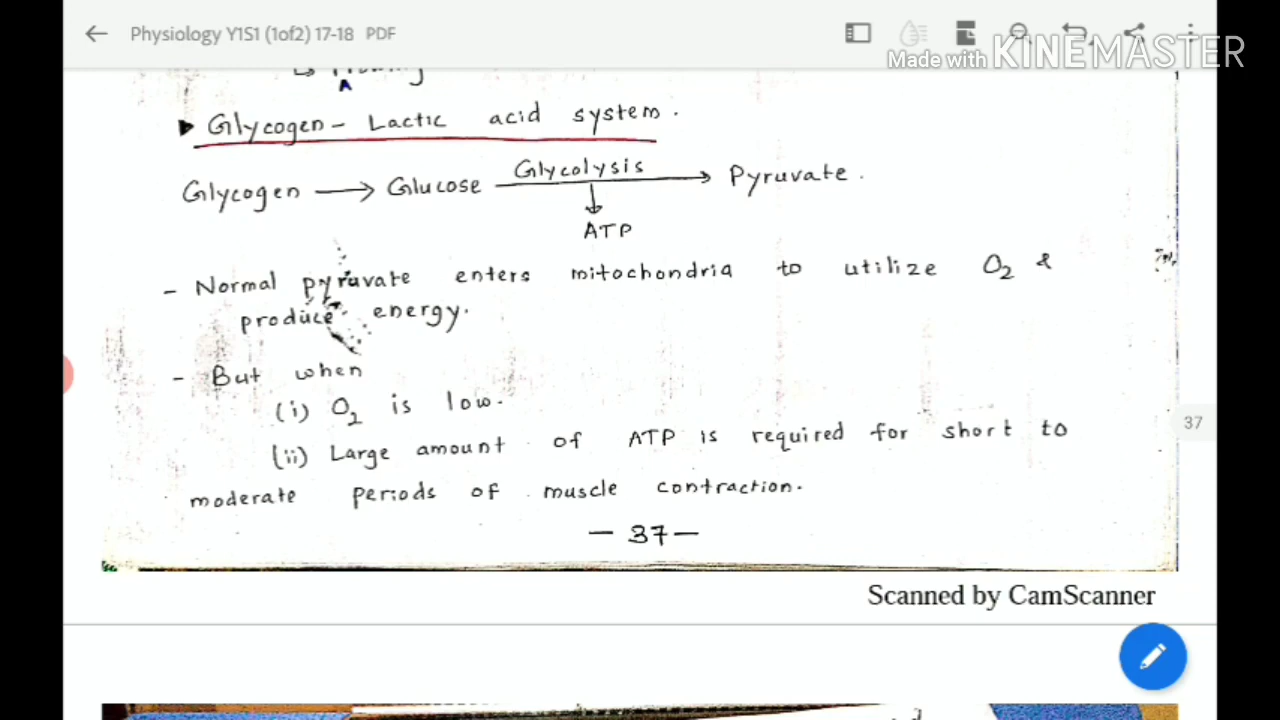 Physiology Y1S1 (1of2) 17-18 PDF
Made with KINEMASTER
Glycogen - Lactic acid system.
Glycogen → Glucose Glycolysis → Pyruvate.
↓
ATP
- Normal pyruvate enters mitochondria to utilize O₂ &
produce energy.
- But when
(i) O₂ is low.
(ii) Large amount of ATP is required for short to
37
moderate periods of muscle contraction.
- 37 -
Scanned by CamScanner